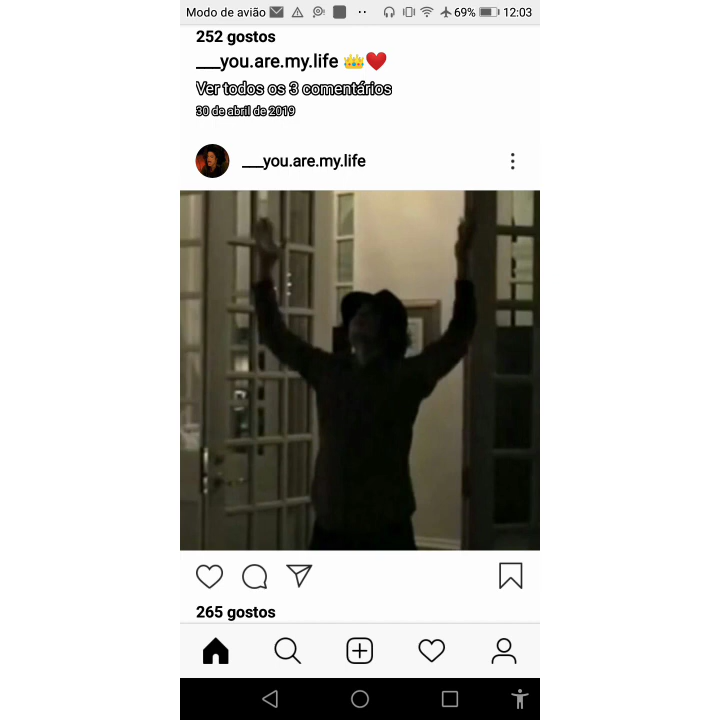 Modo de avião 69% 12:03
252 gostos
___you.are.my.life 👑❤️
Ver todos os 3 comentários
30 de abril de 2019
___you.are.my.life
265 gostos